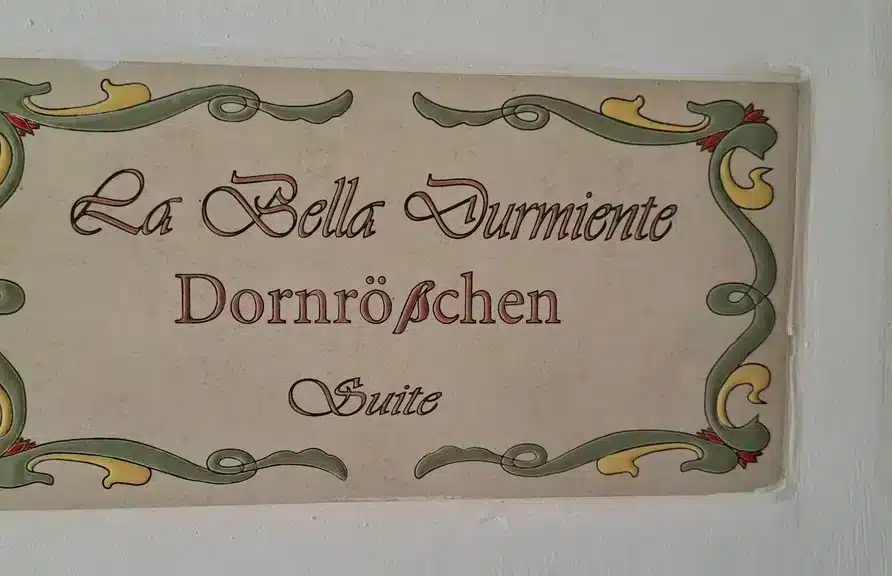 La Bella Durmiente
Dornrößchen
Suite